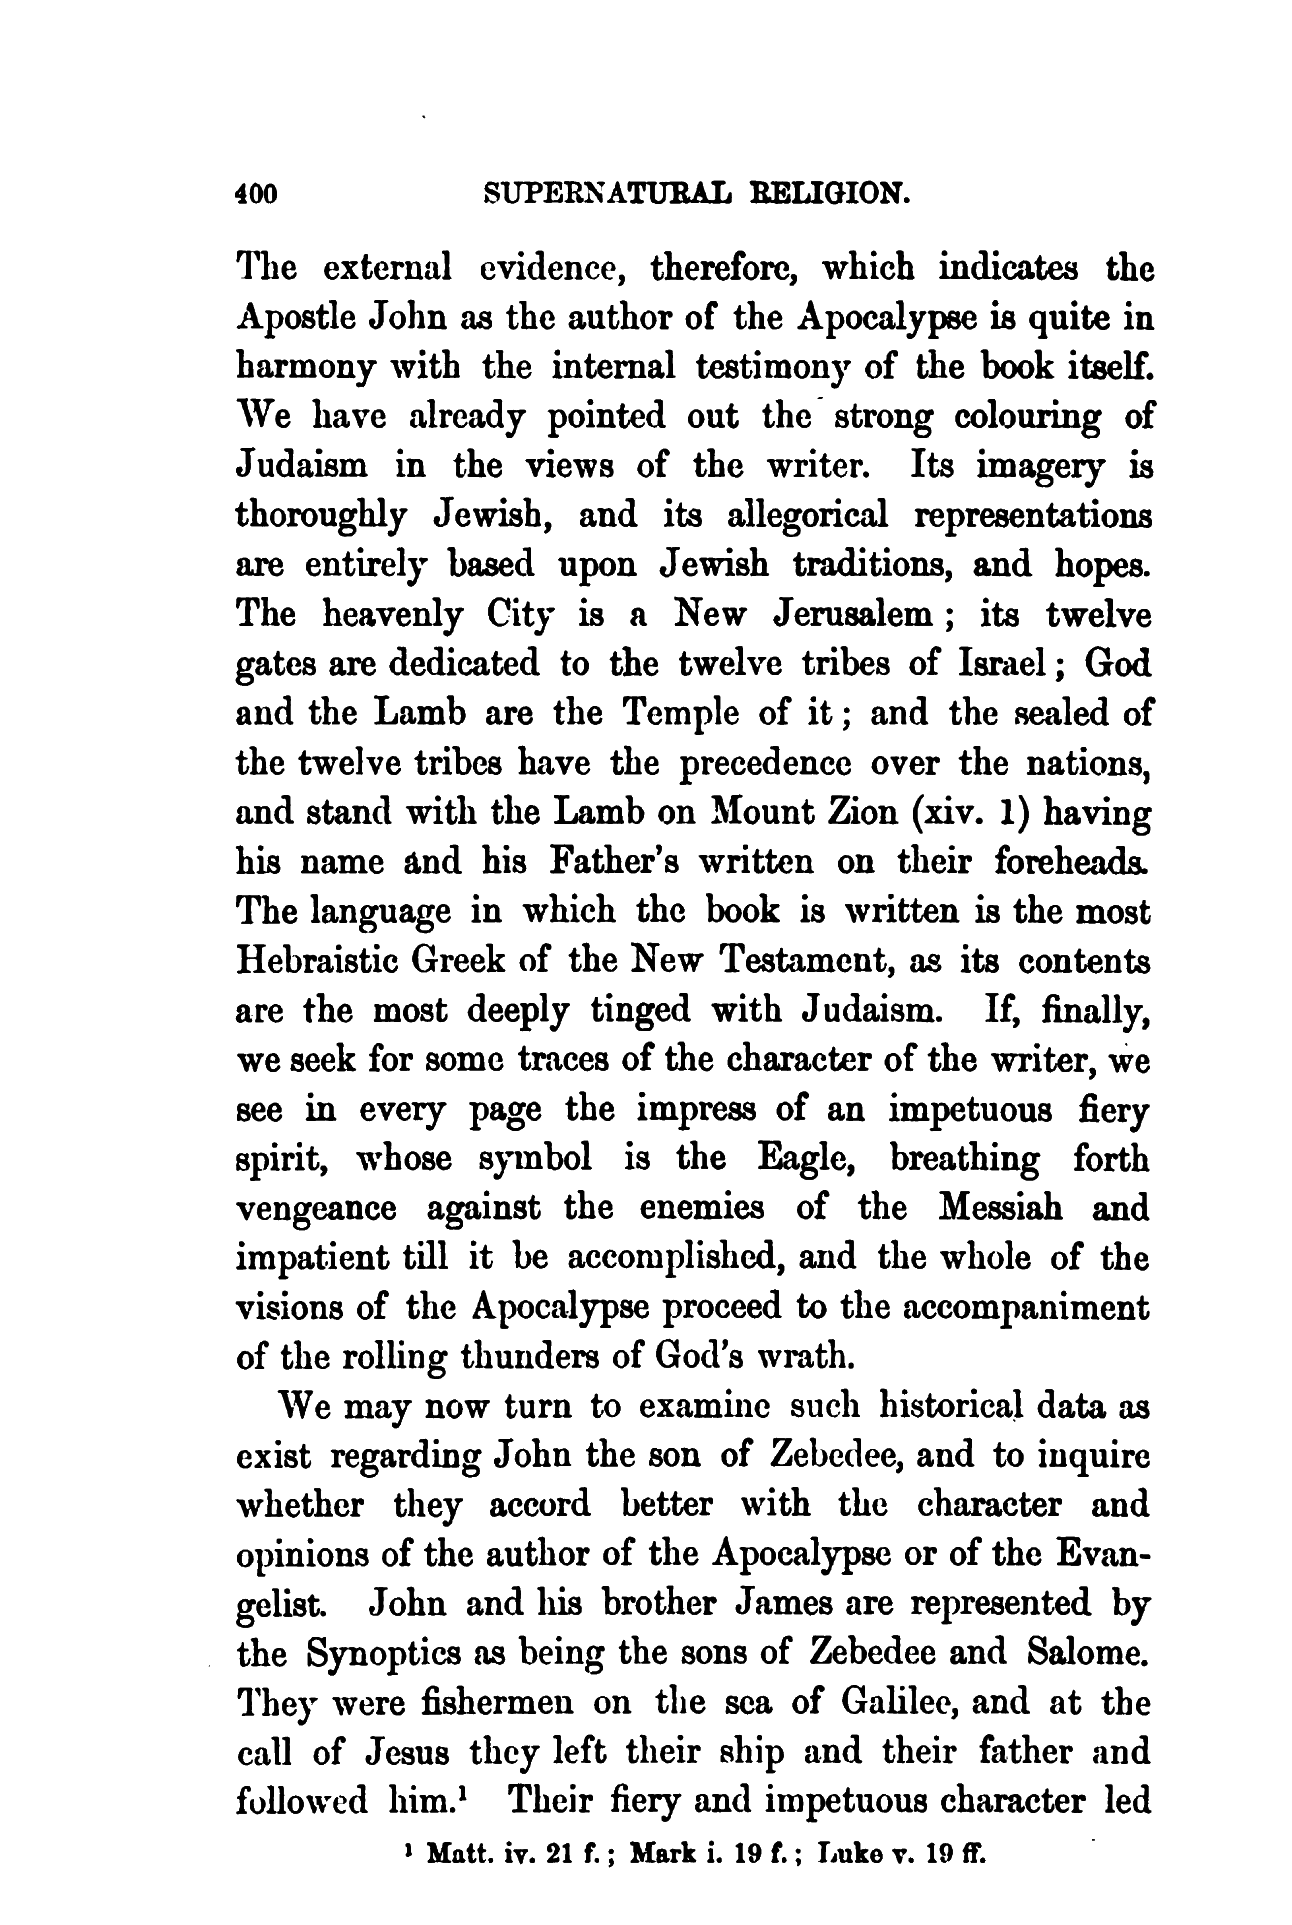 400 SUPERNATURAL RELIGION.
The external evidence, therefore, which indicates the
Apostle John as the author of the Apocalypse is quite in
harmony with the internal testimony of the book itself.
We have already pointed out the strong colouring of
Judaism in the views of the writer. Its imagery is
thoroughly Jewish, and its allegorical representations
are entirely based upon Jewish traditions, and hopes.
The heavenly City is a New Jerusalem ; its twelve
gates are dedicated to the twelve tribes of Israel ; God
and the Lamb are the Temple of it ; and the sealed of
the twelve tribes have the precedence over the nations,
and stand with the Lamb on Mount Zion (xiv. 1) having
his name and his Father's written on their foreheads.
The language in which the book is written is the most
Hebraistic Greek of the New Testament, as its contents
are the most deeply tinged with Judaism. If, finally,
we seek for some traces of the character of the writer, we
see in every page the impress of an impetuous fiery
spirit, whose symbol is the Eagle, breathing forth
vengeance against the enemies of the Messiah and
impatient till it be accomplished, and the whole of the
visions of the Apocalypse proceed to the accompaniment
of the rolling thunders of God's wrath.
We may now turn to examine such historical data as
exist regarding John the son of Zebedee, and to inquire
whether they accord better with the character and
opinions of the author of the Apocalypse or of the Evan-
gelist. John and his brother James are represented by
the Synoptics as being the sons of Zebedee and Salome.
They were fishermen on the sea of Galilee, and at the
call of Jesus they left their ship and their father and
followed him.¹ Their fiery and impetuous character led
¹ Matt. iv. 21 f. ; Mark i. 19 f. ; Luke v. 19 ff.